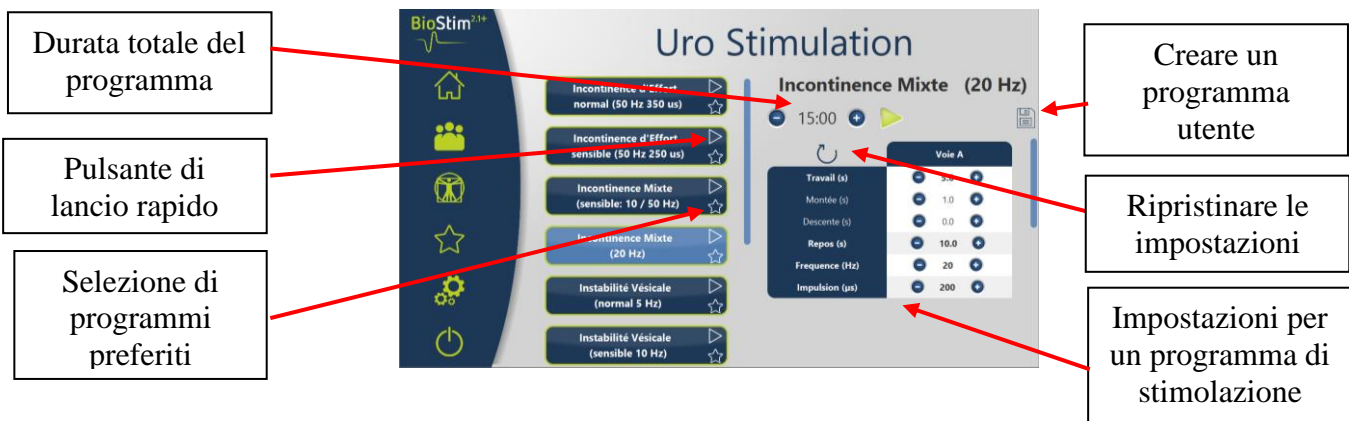 Durata totale del
programma
Pulsante di
lancio rapido
Selezione di
programmi
preferiti
BioStim 2.1+
Uro Stimulation
Incontinence d'Effort
normal (50 Hz 350 us)
Incontinence d'Effort
sensible (50 Hz 250 us)
Incontinence Mixte
(sensible: 10 / 50 Hz)
Incontinence Mixte
(20 Hz)
Instabilité Vésicale
(normal 5 Hz)
Instabilité Vésicale
(sensible 10 Hz)
Incontinence Mixte (20 Hz)
15:00
Voie A
Travail (s)
Montée (s) 1.0
Descente (s) 0.0
Repos (s) 10.0
Frequence (Hz) 20
Impulsion (µs) 200
Creare un
programma
utente
Ripristinare le
impostazioni
Impostazioni per
un programma di
stimolazione